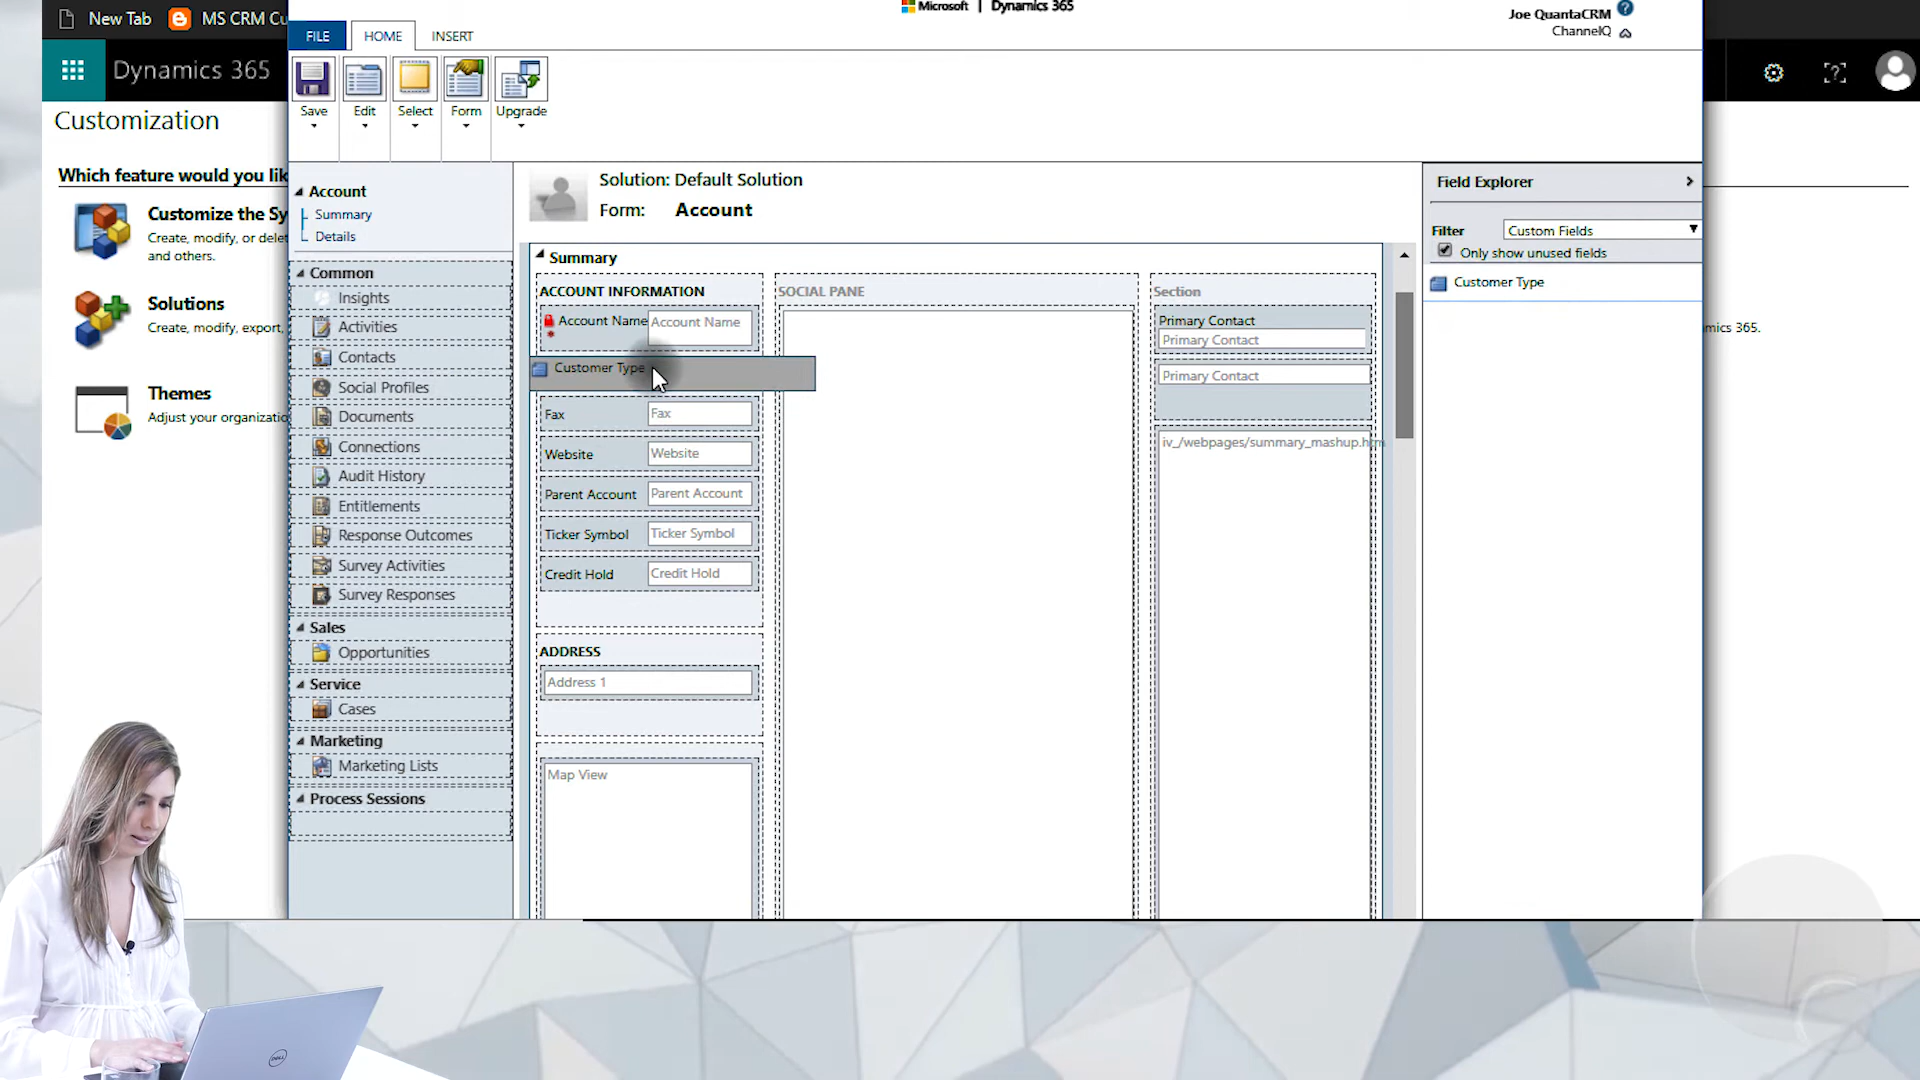 New Tab
MS CRM Cu
Microsoft | Dynamics 365
Joe QuantaCRM
ChannelQ
FILE
HOME
INSERT
Dynamics 365
Save
Edit
Select
Form
Upgrade
Customization
Which feature would you lik
Customize the Sy
Create, modify, or delet
and others.
Solutions
Create, modify, export,
Themes
Adjust your organizatio
Account
Summary
Details
Common
Insights
Activities
Contacts
Social Profiles
Documents
Connections
Audit History
Entitlements
Response Outcomes
Survey Activities
Survey Responses
Sales
Opportunities
Service
Cases
Marketing
Marketing Lists
Process Sessions
Solution: Default Solution
Form: Account
Summary
ACCOUNT INFORMATION
Account Name
Account Name
Customer Type
Fax
Fax
Website
Website
Parent Account
Parent Account
Ticker Symbol
Ticker Symbol
Credit Hold
Credit Hold
ADDRESS
Address 1
Map View
SOCIAL PANE
Section
Primary Contact
Primary Contact
Primary Contact
iv_/webpages/summary_mashup.htm
Field Explorer
Filter
Custom Fields
Only show unused fields
Customer Type
mics 365.
DELL